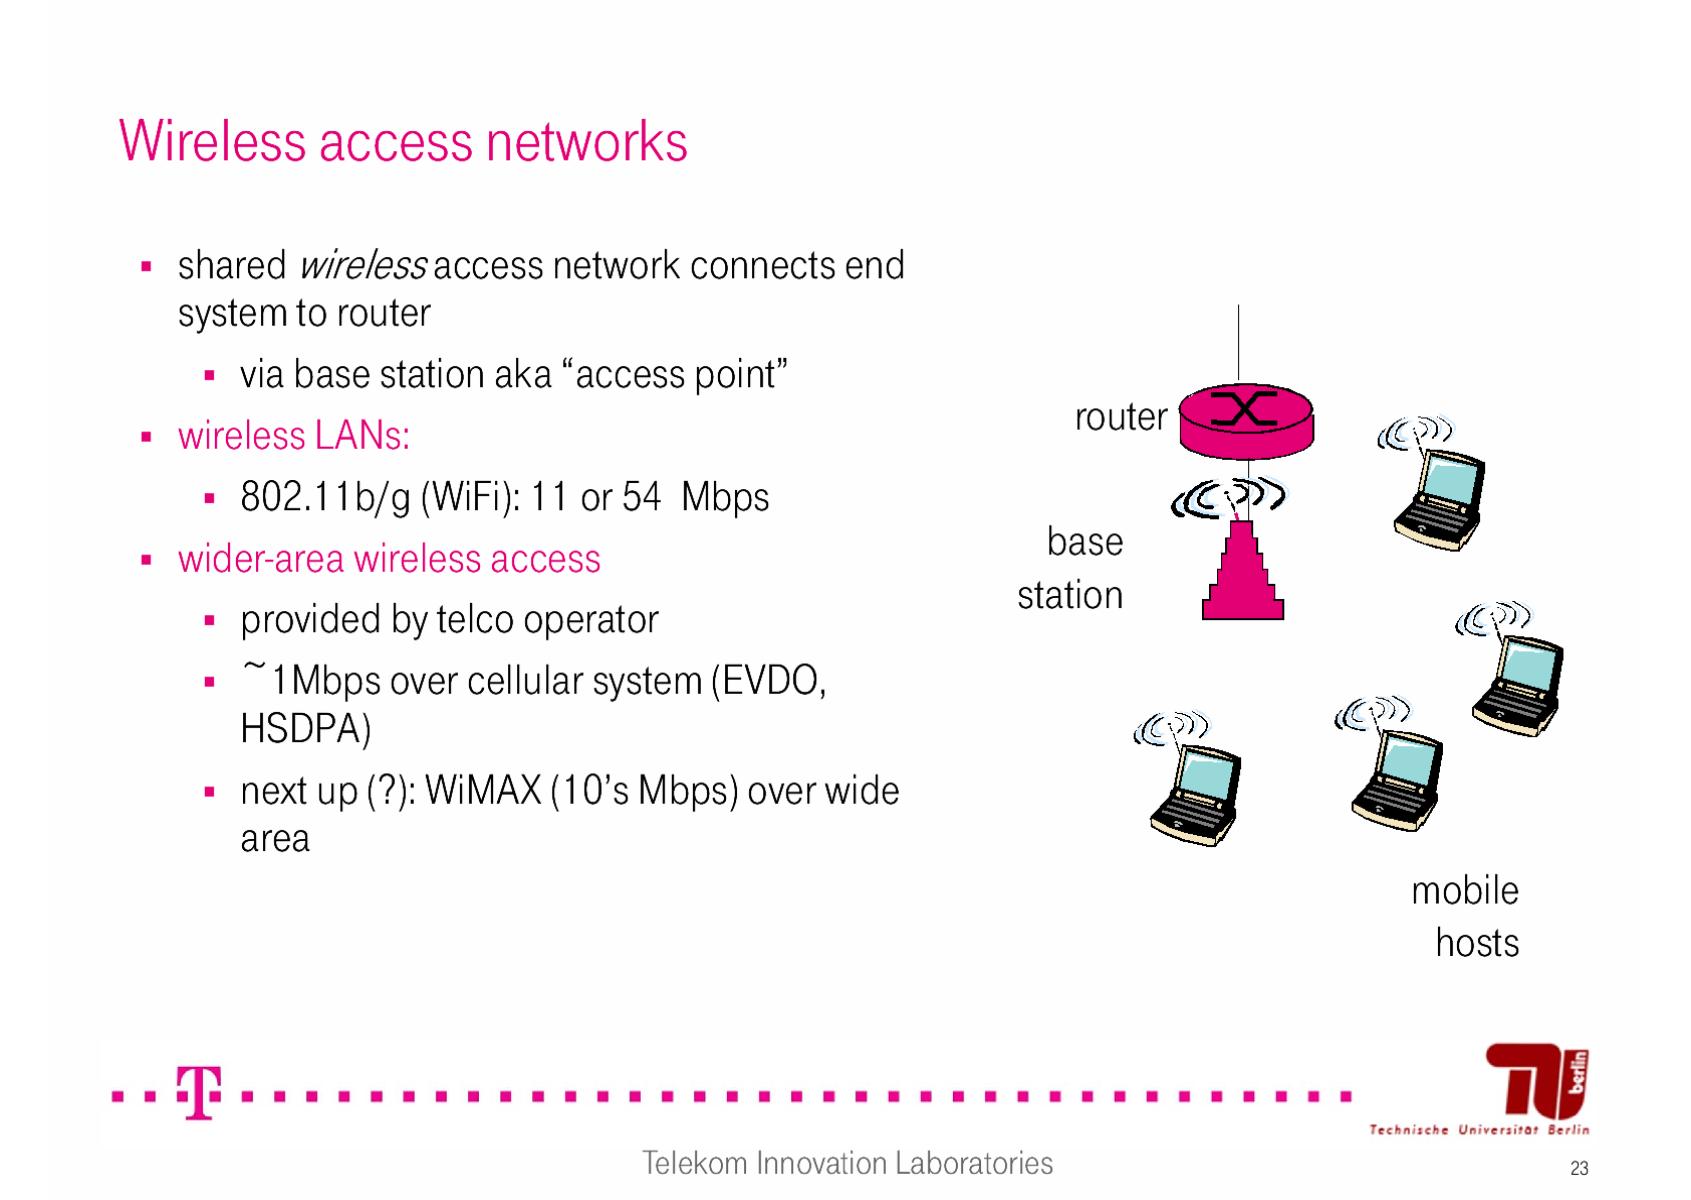 Wireless access networks
▪ shared wireless access network connects end
system to router
▪ via base station aka “access point”
▪ wireless LANs:
▪ 802.11b/g (WiFi): 11 or 54 Mbps
▪ wider-area wireless access
▪ provided by telco operator
▪ ~1Mbps over cellular system (EVDO,
HSDPA)
▪ next up (?): WiMAX (10’s Mbps) over wide
area
router
base
station
mobile
hosts
T
berlin
Technische Universität Berlin
Telekom Innovation Laboratories
23